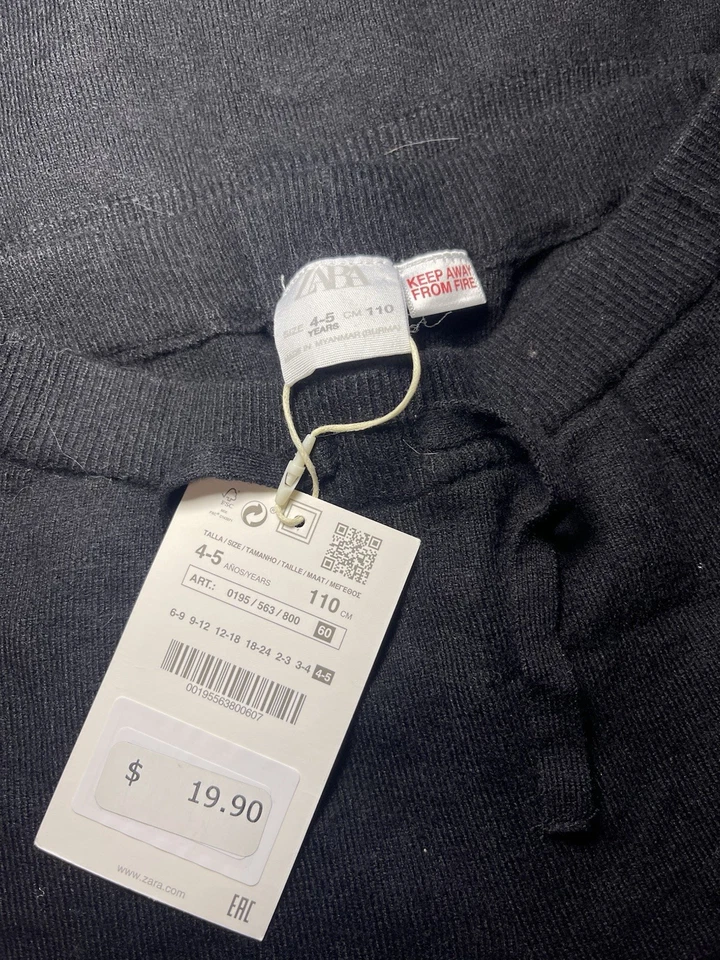 ZARA
SIZE 4-5 YEARS CM 110
MADE IN MYANMAR (BURMA)
KEEP AWAY
FROM FIRE
FSC
TALLA / SIZE / TAMANHO / TAILLE / MAAT / ΜΕΓΕΘΟΣ
4-5 AÑOS/YEARS 110 CM
ART.: 0195 / 563 / 800 60
6-9 9-12 12-18 18-24 2-3 3-4 4-5
00195563800607
$ 19.90
www.zara.com
EAC